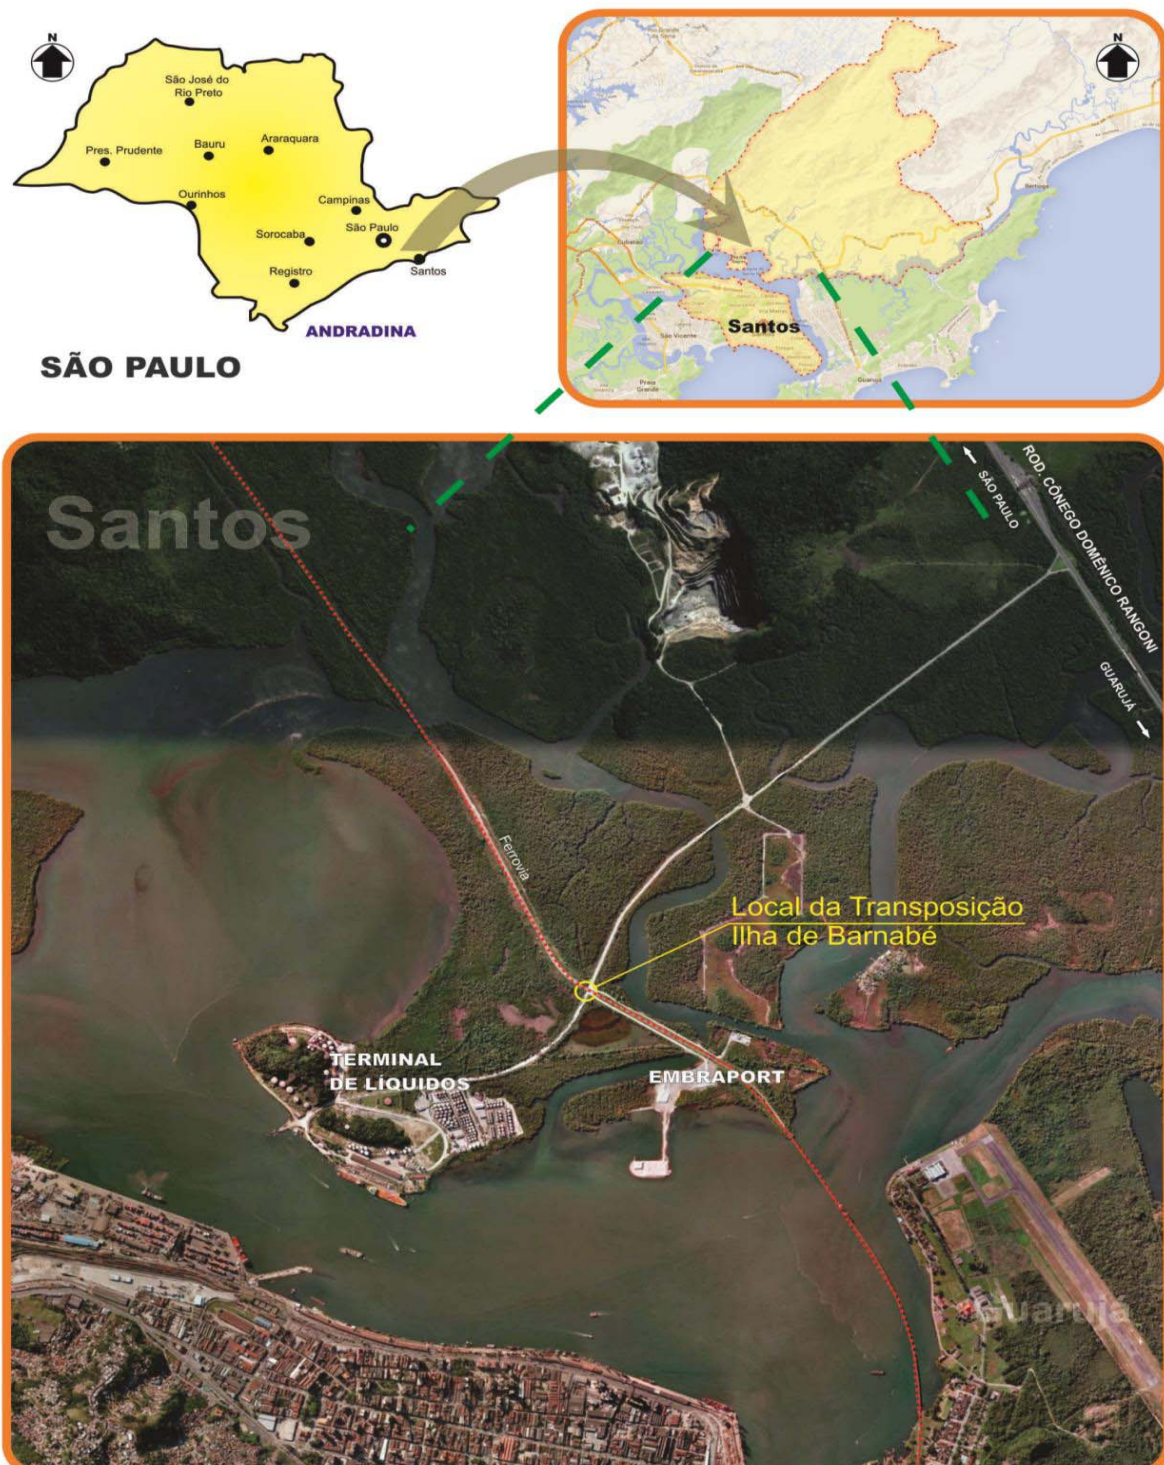 N
São José do
Rio Preto
Pres. Prudente
Bauru
Araraquara
Ourinhos
Campinas
São Paulo
Sorocaba
Registro
Santos
ANDRADINA
SÃO PAULO
N
Bertioga
Cubatão
Santos
São Vicente
Praia
Grande
Guarujá
Santos
SÃO PAULO
ROD. CÔNEGO DOMÊNICO RANGONI
GUARUJÁ
Ferrovia
Local da Transposição
Ilha de Barnabé
TERMINAL
DE LÍQUIDOS
EMBRAPORT
Guaruja